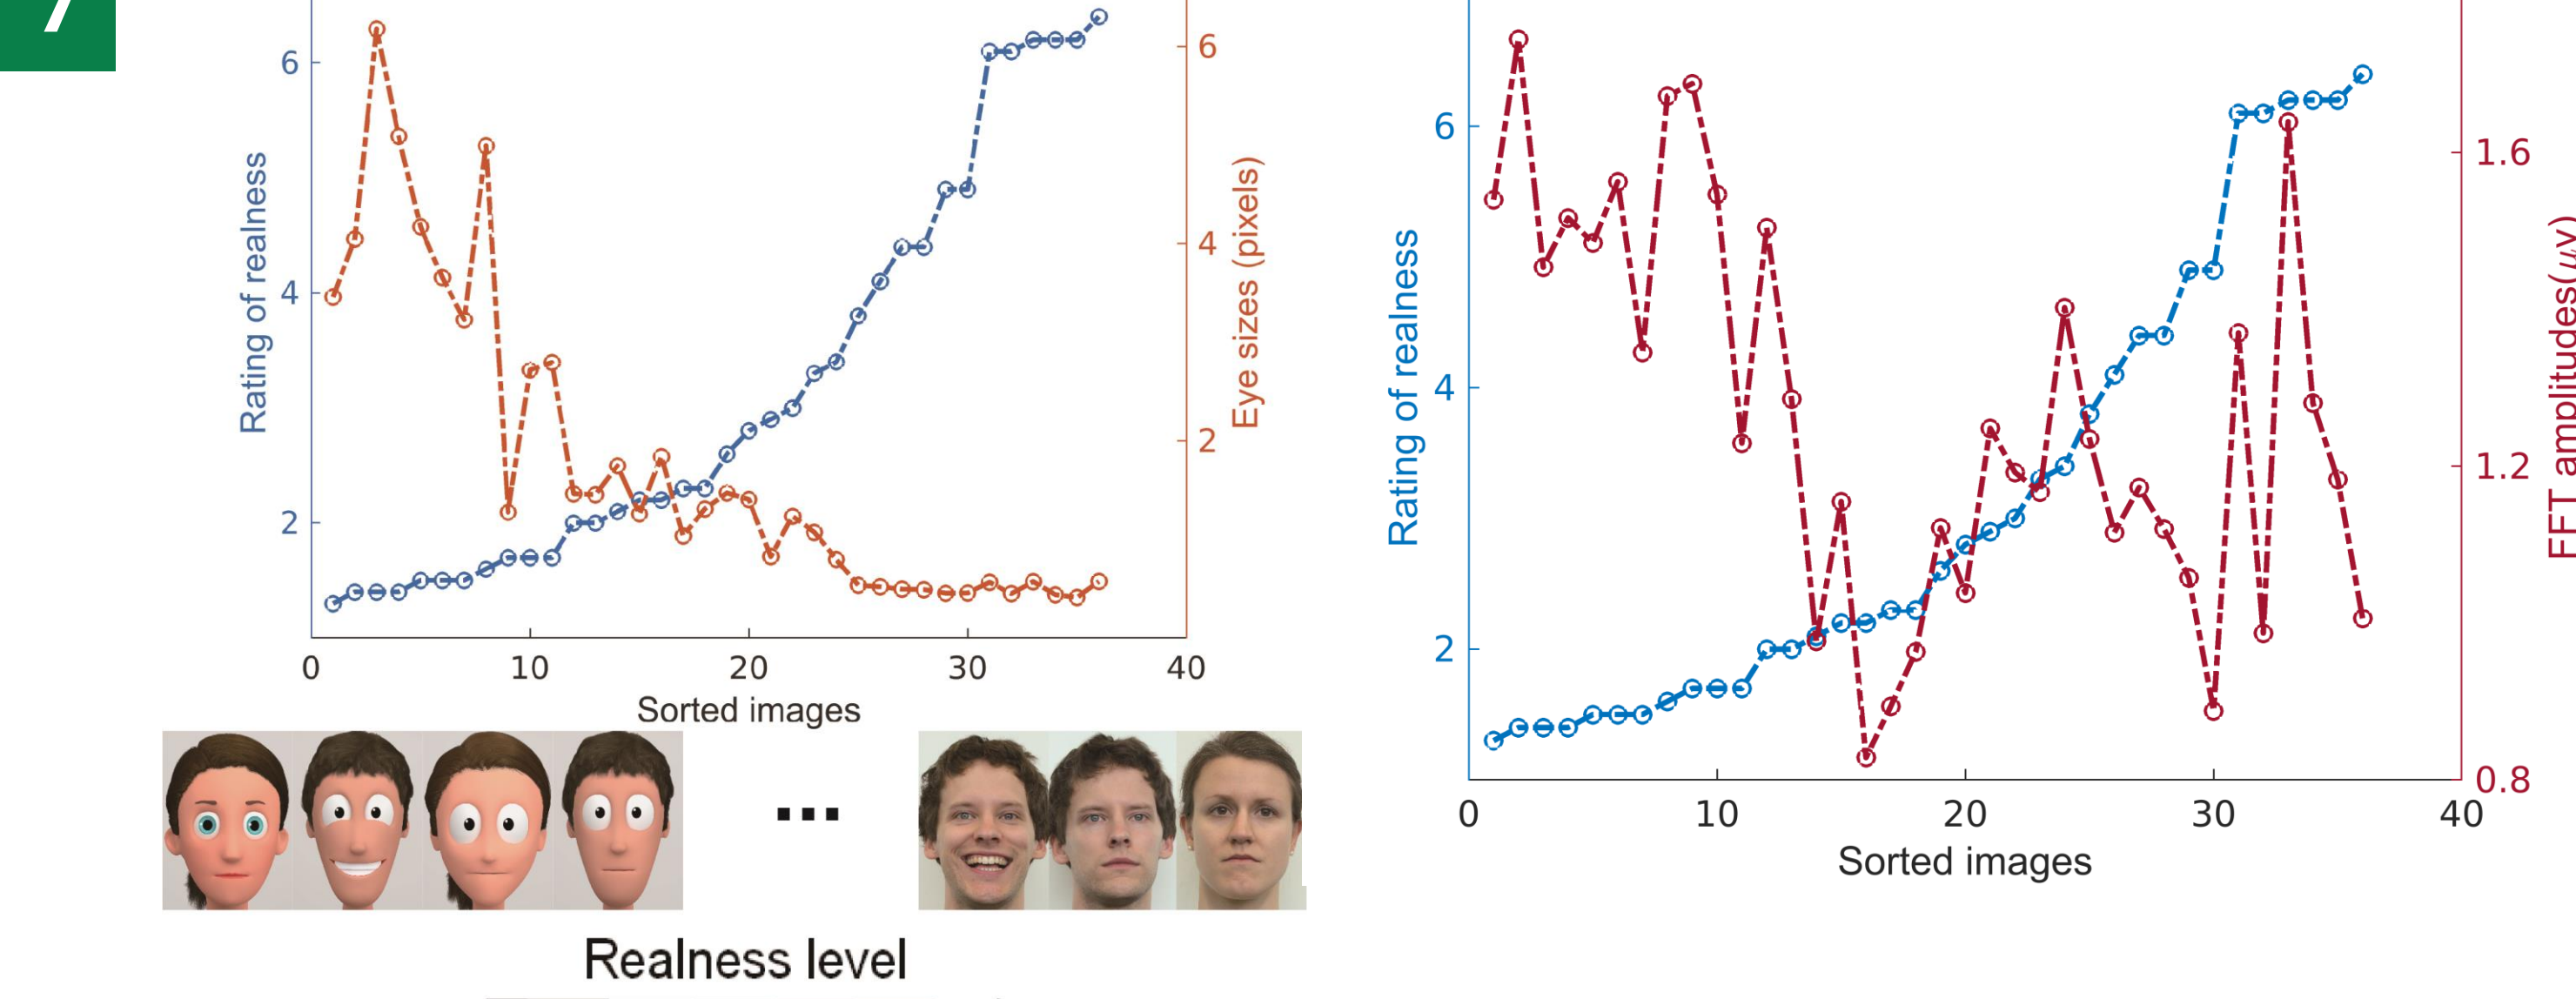 7
6
4
2
Rating of realness
6
4
2
Eye sizes (pixels)
0 10 20 30 40
Sorted images
...
Realness level
6
4
2
Rating of realness
1.6
1.2
0.8
FFT amplitudes(μv)
0 10 20 30 40
Sorted images